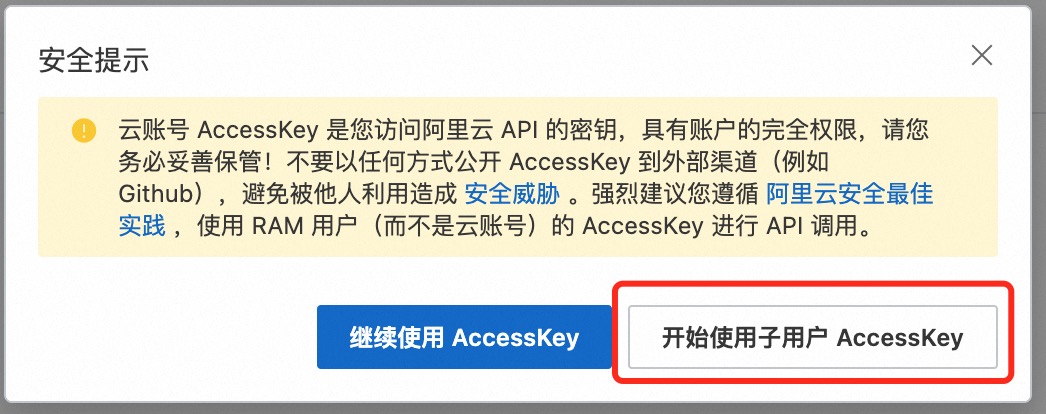 安全提示
云账号 AccessKey 是您访问阿里云 API 的密钥，具有账户的完全权限，请您
务必妥善保管！不要以任何方式公开 AccessKey 到外部渠道（例如
Github），避免被他人利用造成 安全威胁 。强烈建议您遵循 阿里云安全最佳
实践 ，使用 RAM 用户（而不是云账号）的 AccessKey 进行 API 调用。
继续使用 AccessKey
开始使用子用户 AccessKey